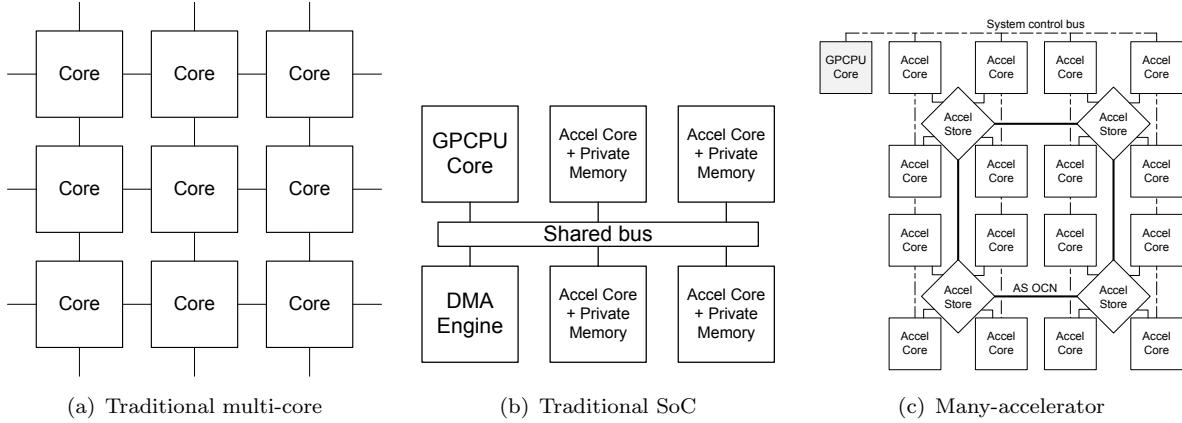 Core
Core
Core
Core
Core
Core
Core
Core
Core
(a) Traditional multi-core
GPCPU
Core
Accel Core
+ Private
Memory
Accel Core
+ Private
Memory
Shared bus
DMA
Engine
Accel Core
+ Private
Memory
Accel Core
+ Private
Memory
(b) Traditional SoC
System control bus
GPCPU
Core
Accel
Core
Accel
Core
Accel
Core
Accel
Core
Accel
Store
Accel
Store
Accel
Core
Accel
Core
Accel
Core
Accel
Core
Accel
Core
Accel
Core
Accel
Core
Accel
Core
Accel
Store
AS OCN
Accel
Store
Accel
Core
Accel
Core
Accel
Core
Accel
Core
(c) Many-accelerator